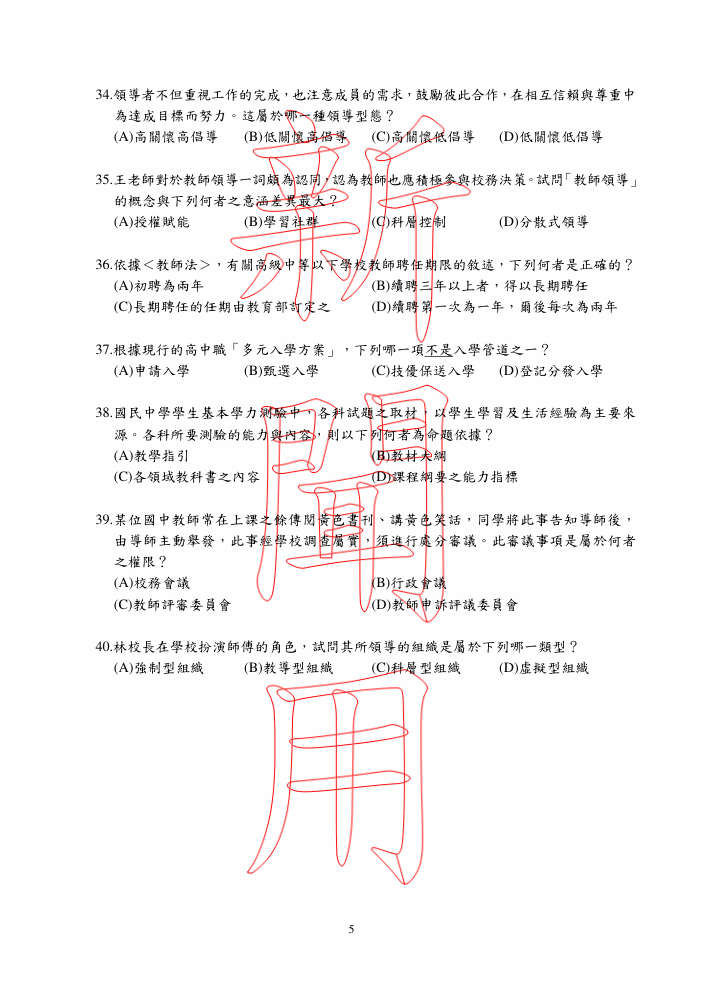 34.領導者不但重視工作的完成，也注意成員的需求，鼓勵彼此合作，在相互信賴與尊重中
為達成目標而努力。這屬於哪一種領導型態？
(A)高關懷高倡導 (B)低關懷高倡導 (C)高關懷低倡導 (D)低關懷低倡導
35.王老師對於教師領導一詞頗為認同，認為教師也應積極參與校務決策。試問「教師領導」
的概念與下列何者之意涵差異最大？
(A)授權賦能 (B)學習社群 (C)科層控制 (D)分散式領導
36.依據＜教師法＞，有關高級中等以下學校教師聘任期限的敘述，下列何者是正確的？
(A)初聘為兩年 (B)續聘三年以上者，得以長期聘任
(C)長期聘任的任期由教育部訂定之 (D)續聘第一次為一年，爾後每次為兩年
37.根據現行的高中職「多元入學方案」，下列哪一項不是入學管道之一？
(A)申請入學 (B)甄選入學 (C)技優保送入學 (D)登記分發入學
38.國民中學學生基本學力測驗中，各科試題之取材，以學生學習及生活經驗為主要來
源。各科所要測驗的能力與內容，則以下列何者為命題依據？
(A)教學指引 (B)教材大綱
(C)各領域教科書之內容 (D)課程綱要之能力指標
39.某位國中教師常在上課之餘傳閱黃色書刊、講黃色笑話，同學將此事告知導師後，
由導師主動舉發，此事經學校調查屬實，須進行處分審議。此審議事項是屬於何者
之權限？
(A)校務會議 (B)行政會議
(C)教師評審委員會 (D)教師申訴評議委員會
40.林校長在學校扮演師傅的角色，試問其所領導的組織是屬於下列哪一類型？
(A)強制型組織 (B)教導型組織 (C)科層型組織 (D)虛擬型組織
新
聞
用
5